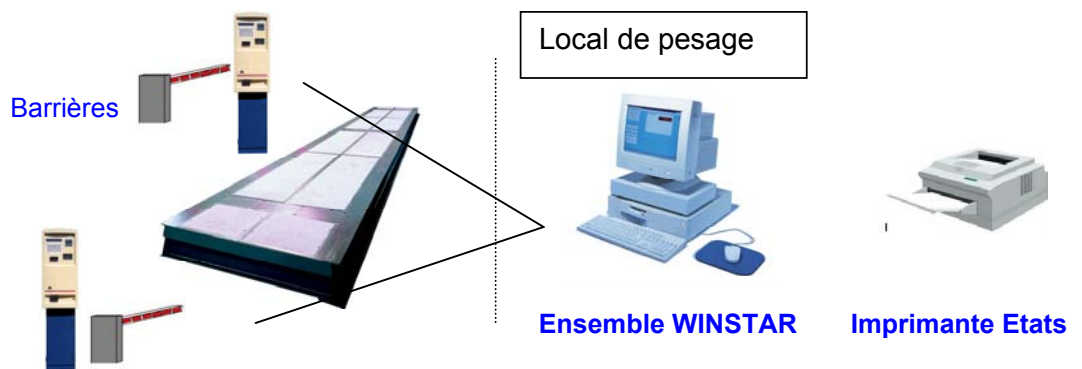 Local de pesage
Barrières
Ensemble WINSTAR
Imprimante Etats